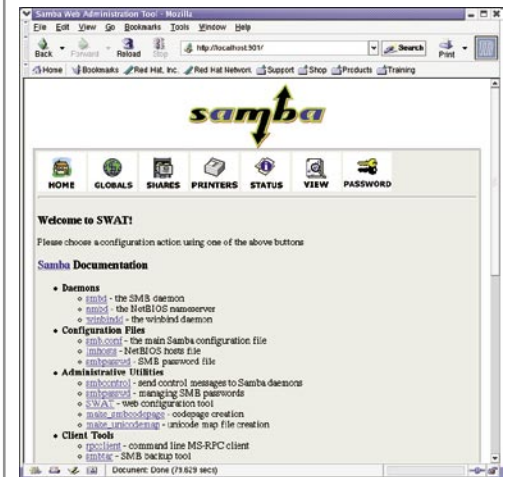 Samba Web Administration Tool - Mozilla
File Edit View Go Bookmarks Tools Window Help
Back Forward Reload Stop http://localhost:901/ Search Print
Home Bookmarks Red Hat, Inc. Red Hat Network Support Shop Products Training
samba
HOME GLOBALS SHARES PRINTERS STATUS VIEW PASSWORD
Welcome to SWAT!
Please choose a configuration action using one of the above buttons
Samba Documentation
• Daemons
○ smbd - the SMB daemon
○ nmbd - the NetBIOS nameserver
○ winbindd - the winbind daemon
• Configuration Files
○ smb.conf - the main Samba configuration file
○ lmhosts - NetBIOS hosts file
○ smbpasswd - SMB password file
• Administrative Utilities
○ smbcontrol - send control messages to Samba daemons
○ smbpasswd - managing SMB passwords
○ SWAT - web configuration tool
○ make_smbcodepage - codepage creation
○ make_unicodemap - unicode map file creation
• Client Tools
○ rpcclient - command line MS-RPC client
○ smbtar - SMB backup tool
Document: Done (79.629 secs)